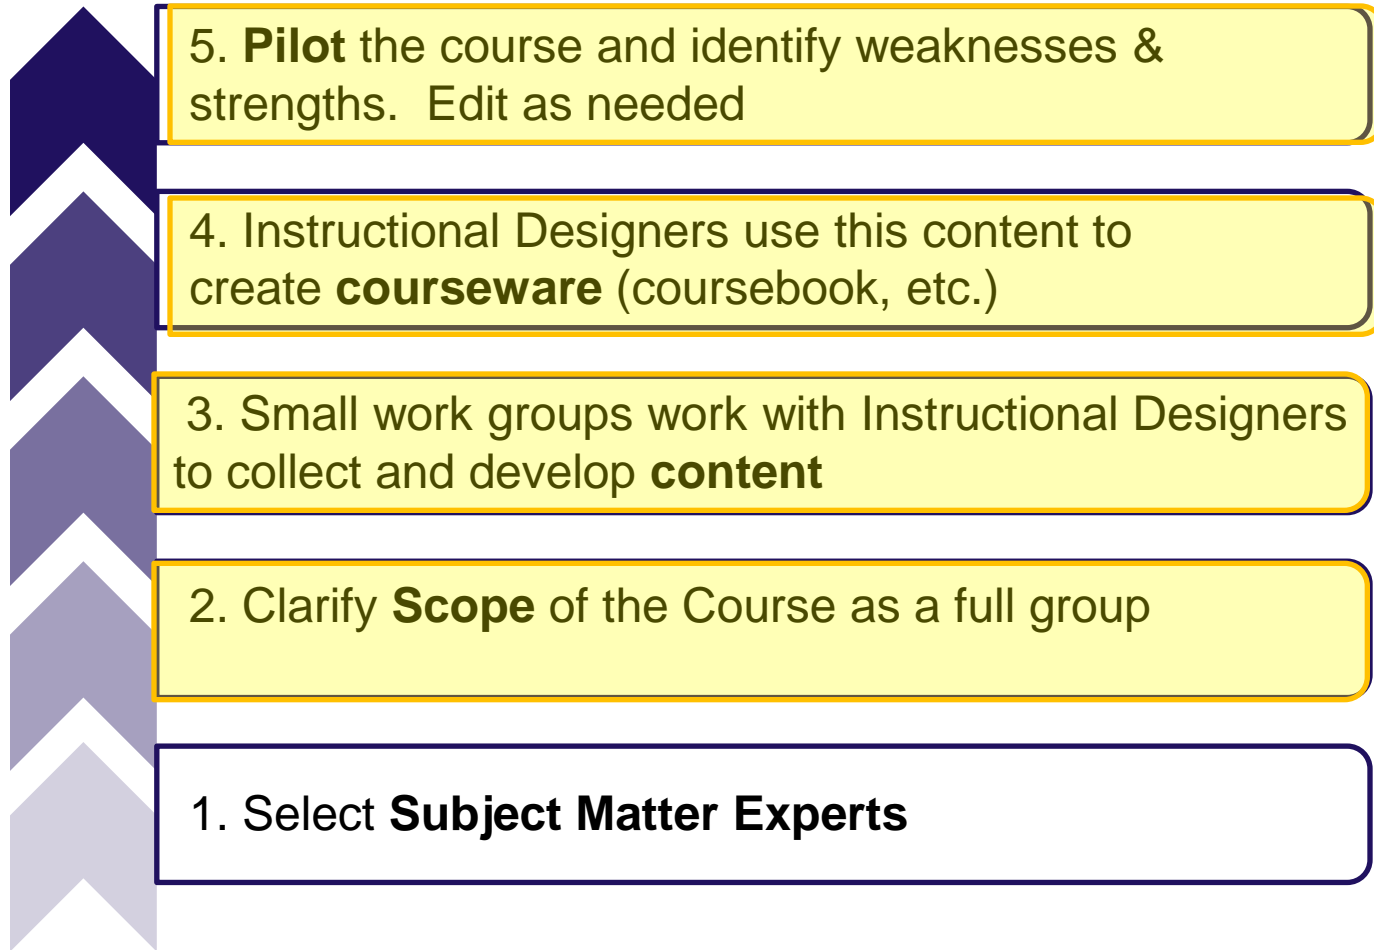 5. Pilot the course and identify weaknesses &
strengths.  Edit as needed
4. Instructional Designers use this content to
create courseware (coursebook, etc.)
3. Small work groups work with Instructional Designers
to collect and develop content
2. Clarify Scope of the Course as a full group
1. Select Subject Matter Experts